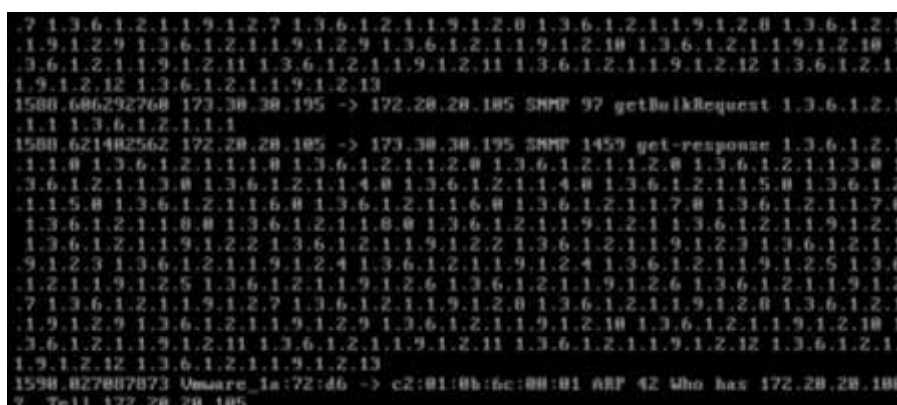 .7 1.3.6.1.2.1.1.9.1.2.7 1.3.6.1.2.1.1.9.1.2.8 1.3.6.1.2.1.1.9.1.2.8 1.3.6.1.2.
.1.9.1.2.9 1.3.6.1.2.1.1.9.1.2.9 1.3.6.1.2.1.1.9.1.2.10 1.3.6.1.2.1.1.9.1.2.10
.3.6.1.2.1.1.9.1.2.11 1.3.6.1.2.1.1.9.1.2.11 1.3.6.1.2.1.1.9.1.2.12 1.3.6.1.2.1.
1.9.1.2.12 1.3.6.1.2.1.1.9.1.2.13
1588.606292760 173.30.30.195 -> 172.20.20.105 SNMP 97 getBulkRequest 1.3.6.1.2.
.1.1 1.3.6.1.2.1.1.1
1588.621402562 172.20.20.105 -> 173.30.30.195 SNMP 1459 get-response 1.3.6.1.2.
.1.1.0 1.3.6.1.2.1.1.1.0 1.3.6.1.2.1.1.2.0 1.3.6.1.2.1.1.2.0 1.3.6.1.2.1.1.3.0
.3.6.1.2.1.1.3.0 1.3.6.1.2.1.1.4.0 1.3.6.1.2.1.1.4.0 1.3.6.1.2.1.1.5.0 1.3.6.1.2
.1.1.5.0 1.3.6.1.2.1.1.6.0 1.3.6.1.2.1.1.6.0 1.3.6.1.2.1.1.7.0 1.3.6.1.2.1.1.7.0
1.3.6.1.2.1.1.8.0 1.3.6.1.2.1.1.8.0 1.3.6.1.2.1.1.9.1.2.1 1.3.6.1.2.1.1.9.1.2.
1.3.6.1.2.1.1.9.1.2.2 1.3.6.1.2.1.1.9.1.2.2 1.3.6.1.2.1.1.9.1.2.3 1.3.6.1.2.1.
.9.1.2.3 1.3.6.1.2.1.1.9.1.2.4 1.3.6.1.2.1.1.9.1.2.4 1.3.6.1.2.1.1.9.1.2.5 1.3.6
.1.2.1.1.9.1.2.5 1.3.6.1.2.1.1.9.1.2.6 1.3.6.1.2.1.1.9.1.2.6 1.3.6.1.2.1.1.9.1.2
.7 1.3.6.1.2.1.1.9.1.2.7 1.3.6.1.2.1.1.9.1.2.8 1.3.6.1.2.1.1.9.1.2.8 1.3.6.1.2.
.1.9.1.2.9 1.3.6.1.2.1.1.9.1.2.9 1.3.6.1.2.1.1.9.1.2.10 1.3.6.1.2.1.1.9.1.2.10
.3.6.1.2.1.1.9.1.2.11 1.3.6.1.2.1.1.9.1.2.11 1.3.6.1.2.1.1.9.1.2.12 1.3.6.1.2.1.
1.9.1.2.12 1.3.6.1.2.1.1.9.1.2.13
1590.027087873 Vmware_1a:72:d6 -> c2:01:0b:6c:00:01 ARP 42 Who has 172.20.20.100
? Tell 172.20.20.105